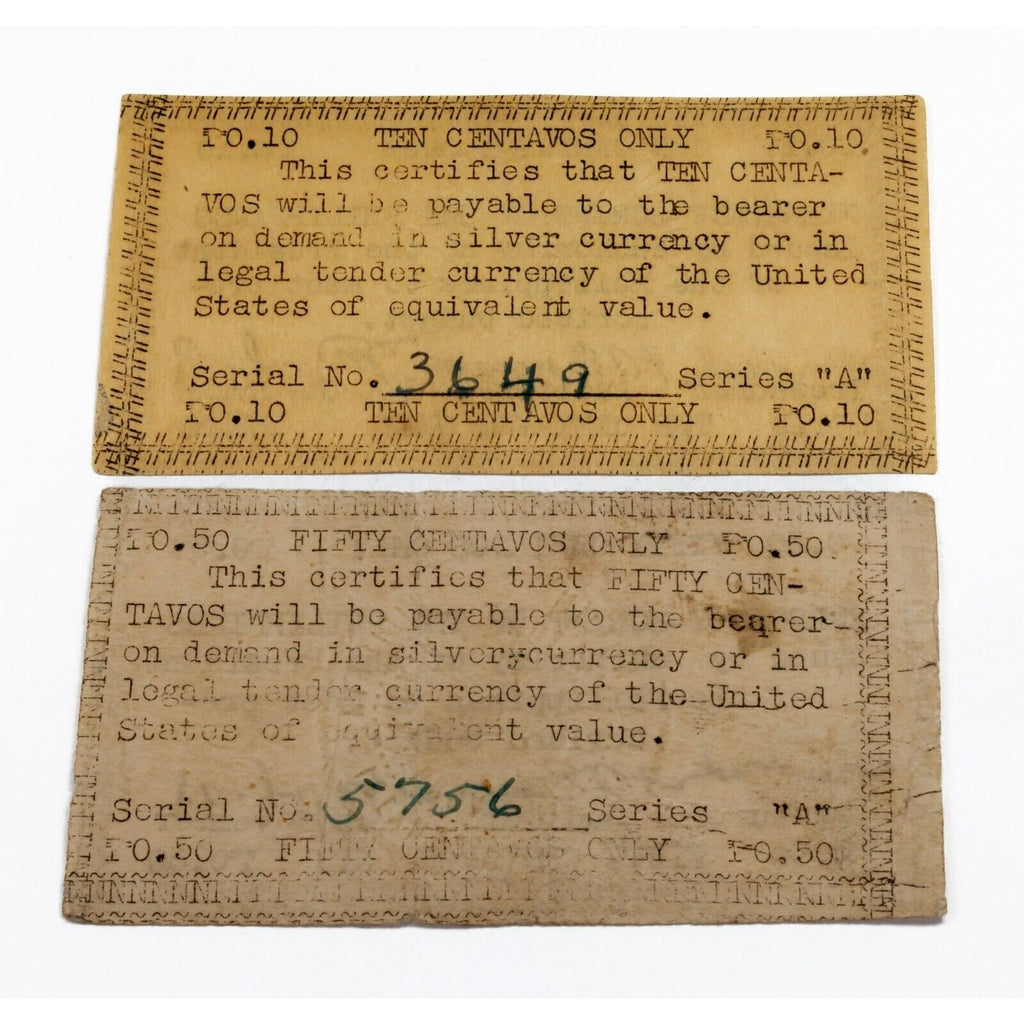 ₱0.10 TEN CENTAVOS ONLY ₱0.10
This certifies that TEN CENTA-
VOS will be payable to the bearer
on demand in silver currency or in
legal tender currency of the United
States of equivalent value.
Serial No. 3649 Series "A"
₱0.10 TEN CENTAVOS ONLY ₱0.10
₱0.50 FIFTY CENTAVOS ONLY ₱0.50
This certifies that FIFTY CEN-
TAVOS will be payable to the bearer
on demand in silver currency or in
legal tender currency of the United
States of equivalent value.
Serial No. 5756 Series "A"
₱0.50 FIFTY CENTAVOS ONLY ₱0.50